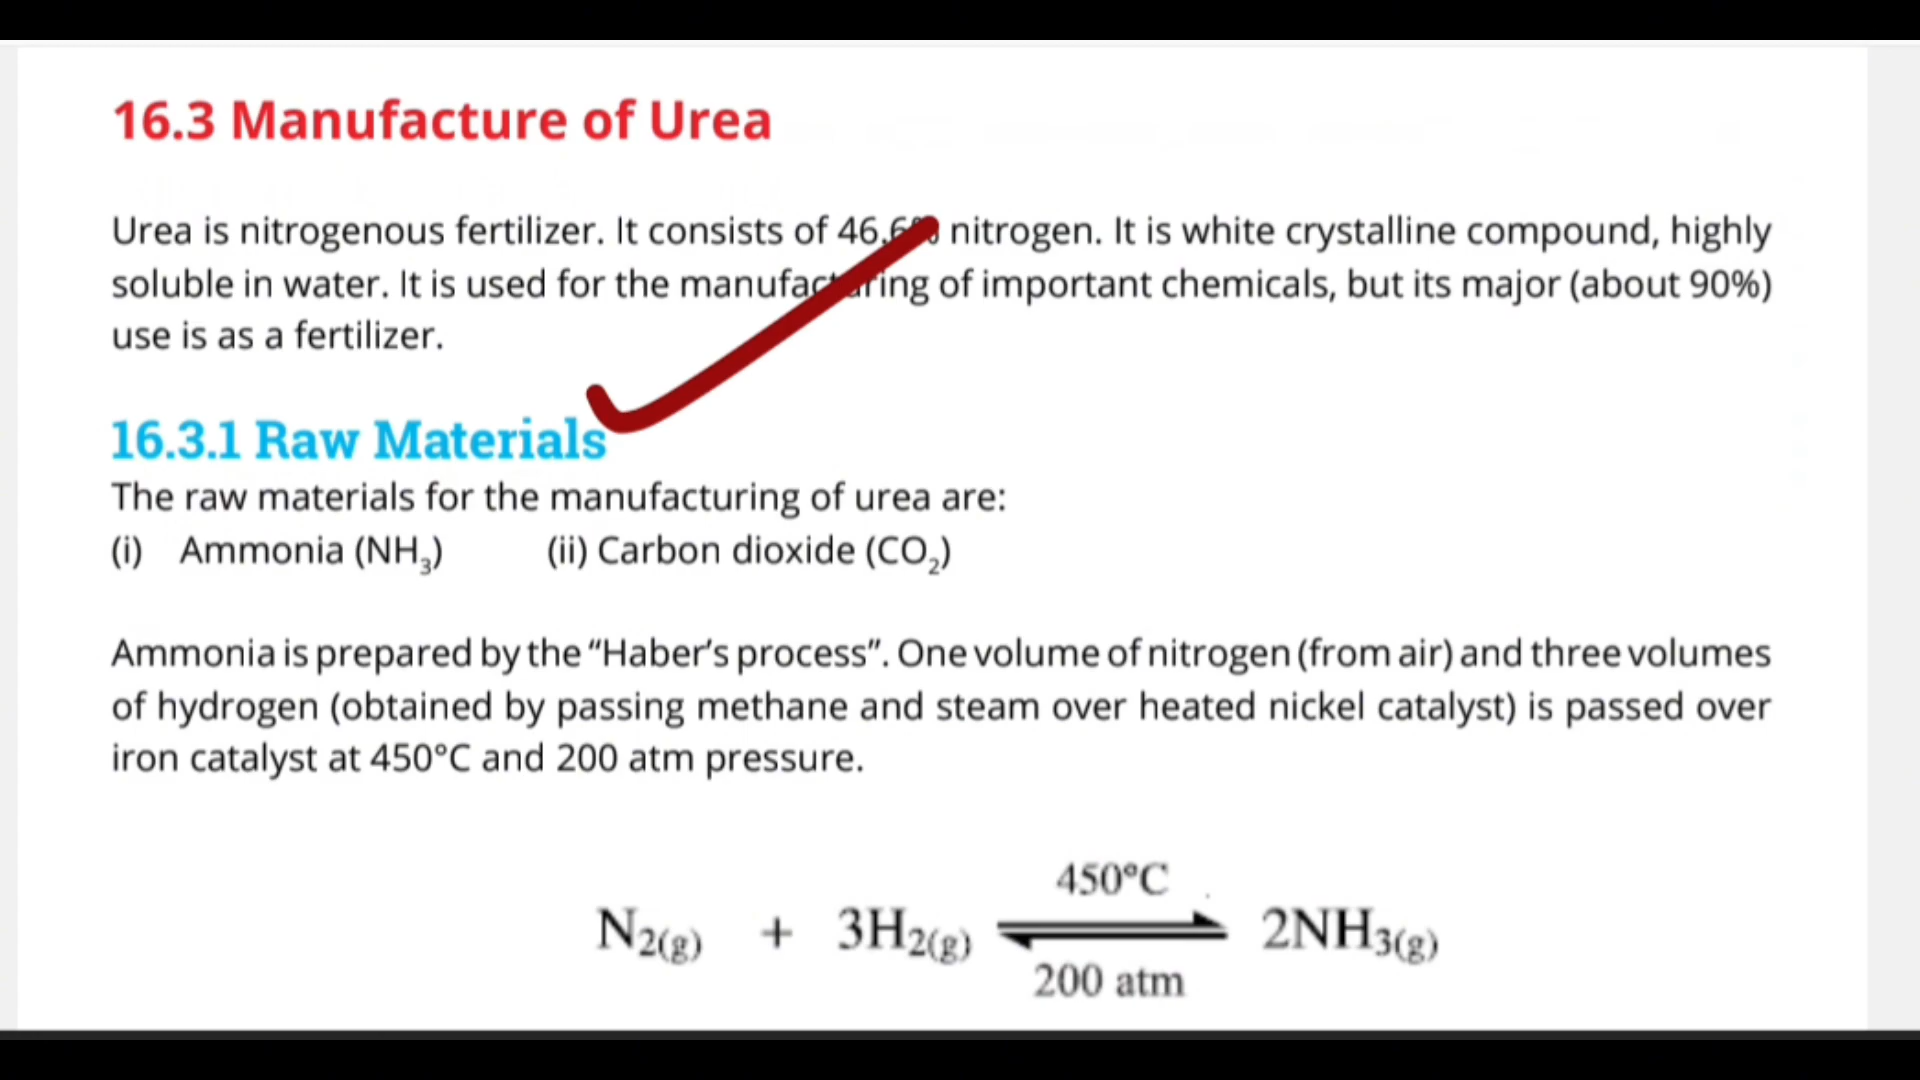 16.3 Manufacture of Urea
Urea is nitrogenous fertilizer. It consists of 46.6% nitrogen. It is white crystalline compound, highly
soluble in water. It is used for the manufacturing of important chemicals, but its major (about 90%)
use is as a fertilizer.
16.3.1 Raw Materials
The raw materials for the manufacturing of urea are:
(i) Ammonia (NH₃) (ii) Carbon dioxide (CO₂)
Ammonia is prepared by the “Haber’s process”. One volume of nitrogen (from air) and three volumes
of hydrogen (obtained by passing methane and steam over heated nickel catalyst) is passed over
iron catalyst at 450°C and 200 atm pressure.
450°C
N₂(g) + 3H₂(g) ⇌ 2NH₃(g)
200 atm